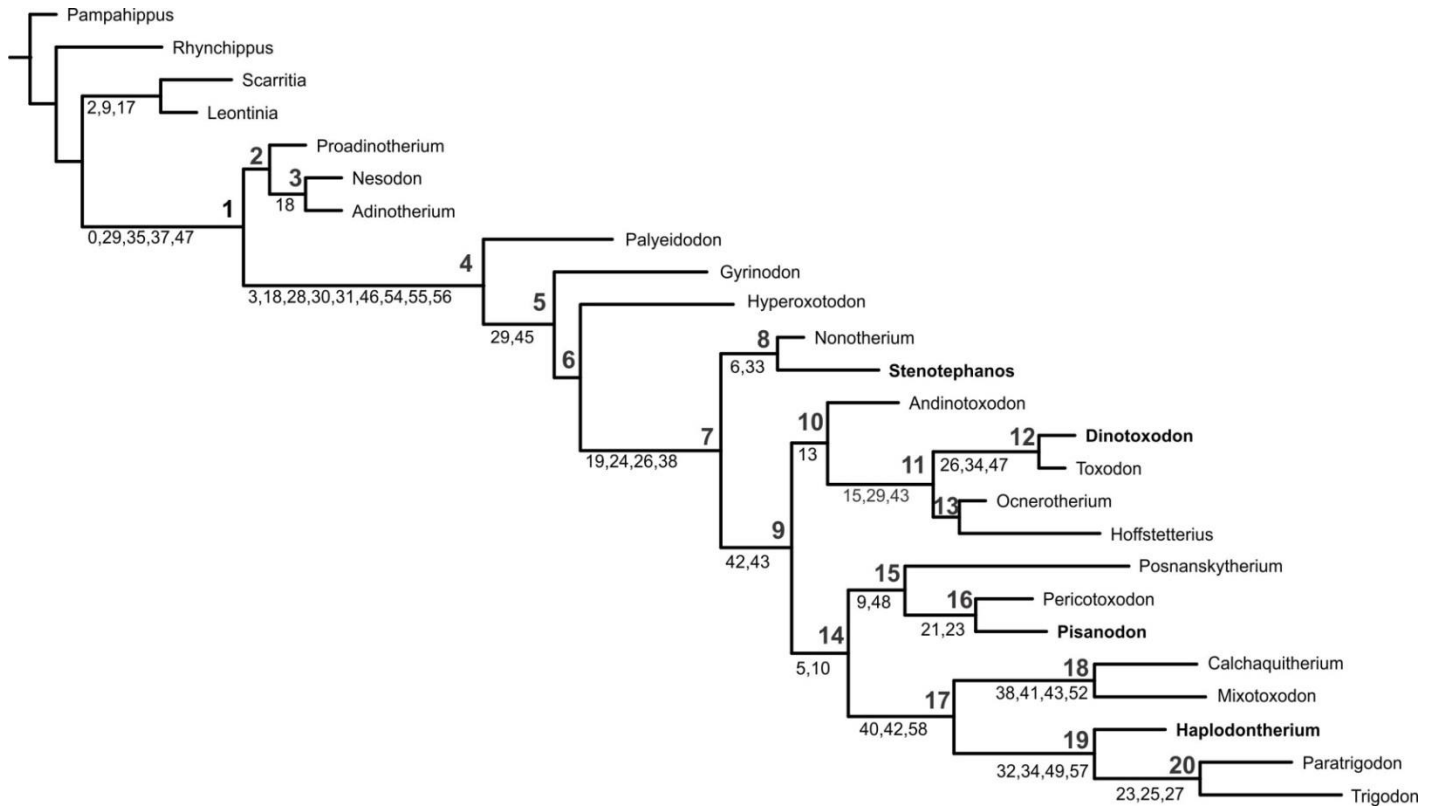 Pampahippus
Rhynchippus
Scarritia
2,9,17
Leontinia
Proadinotherium
2
3
Nesodon
18
Adinotherium
1
0,29,35,37,47
Palyeidodon
4
Gyrinodon
3,18,28,30,31,46,54,55,56
5
Hyperoxotodon
29,45
Nonotherium
8
6
6,33
Stenotephanos
Andinotoxodon
10
7
12
Dinotoxodon
19,24,26,38
13
11
26,34,47
Toxodon
15,29,43
Ocnerotherium
13
9
Hoffstetterius
42,43
Posnanskytherium
15
9,48
16
Pericotoxodon
21,23
Pisanodon
14
5,10
Calchaquitherium
18
38,41,43,52
Mixotoxodon
17
40,42,58
Haplodontherium
19
32,34,49,57
20
Paratrigodon
23,25,27
Trigodon